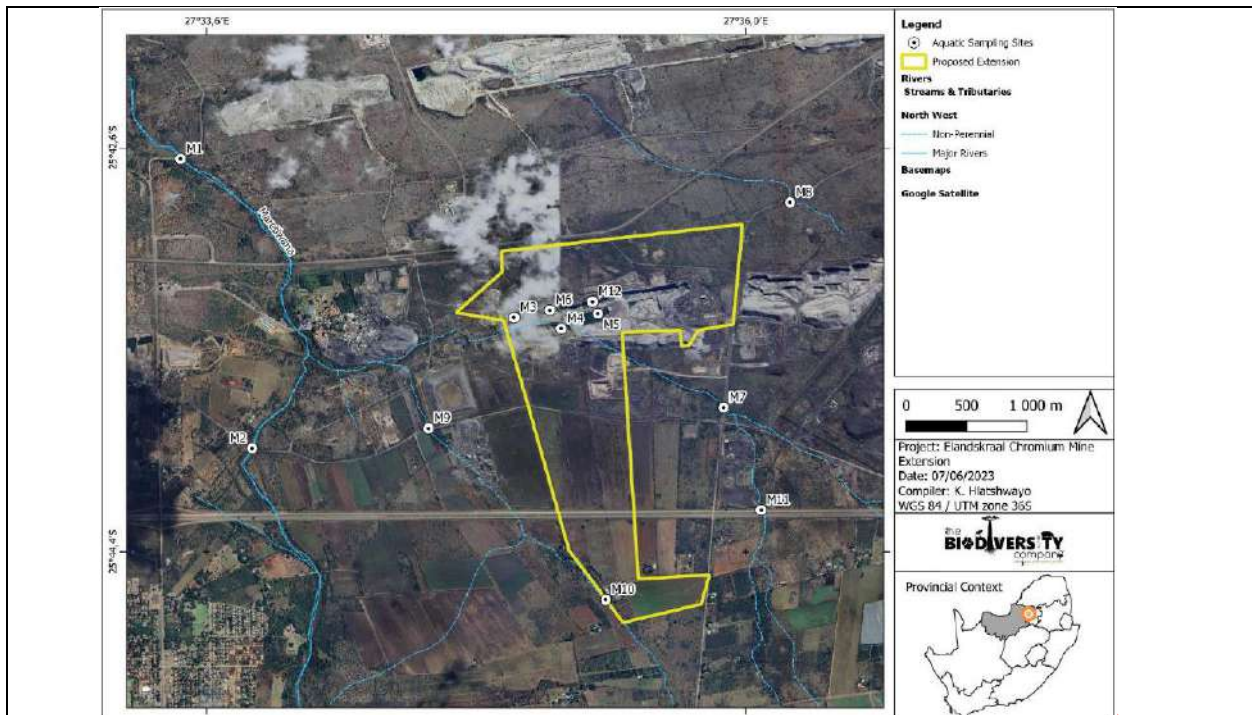 27°33,6'E
27°36,0'E
25°42,6'S
25°44,4'S
M1
M8
M3
M6
M12
M4
M5
M7
M9
M2
M11
M10
Legend
Aquatic Sampling Sites
Proposed Extension
Rivers
Streams & Tributaries
North West
Non-Perennial
Major Rivers
Basemaps
Google Satellite
0 500 1 000 m
Project: Elandskraal Chromium Mine
Extension
Date: 07/06/2023
Compiler: K. Hlatshwayo
WGS 84 / UTM zone 36S
the
BIODIVERSITY
company
Provincial Context